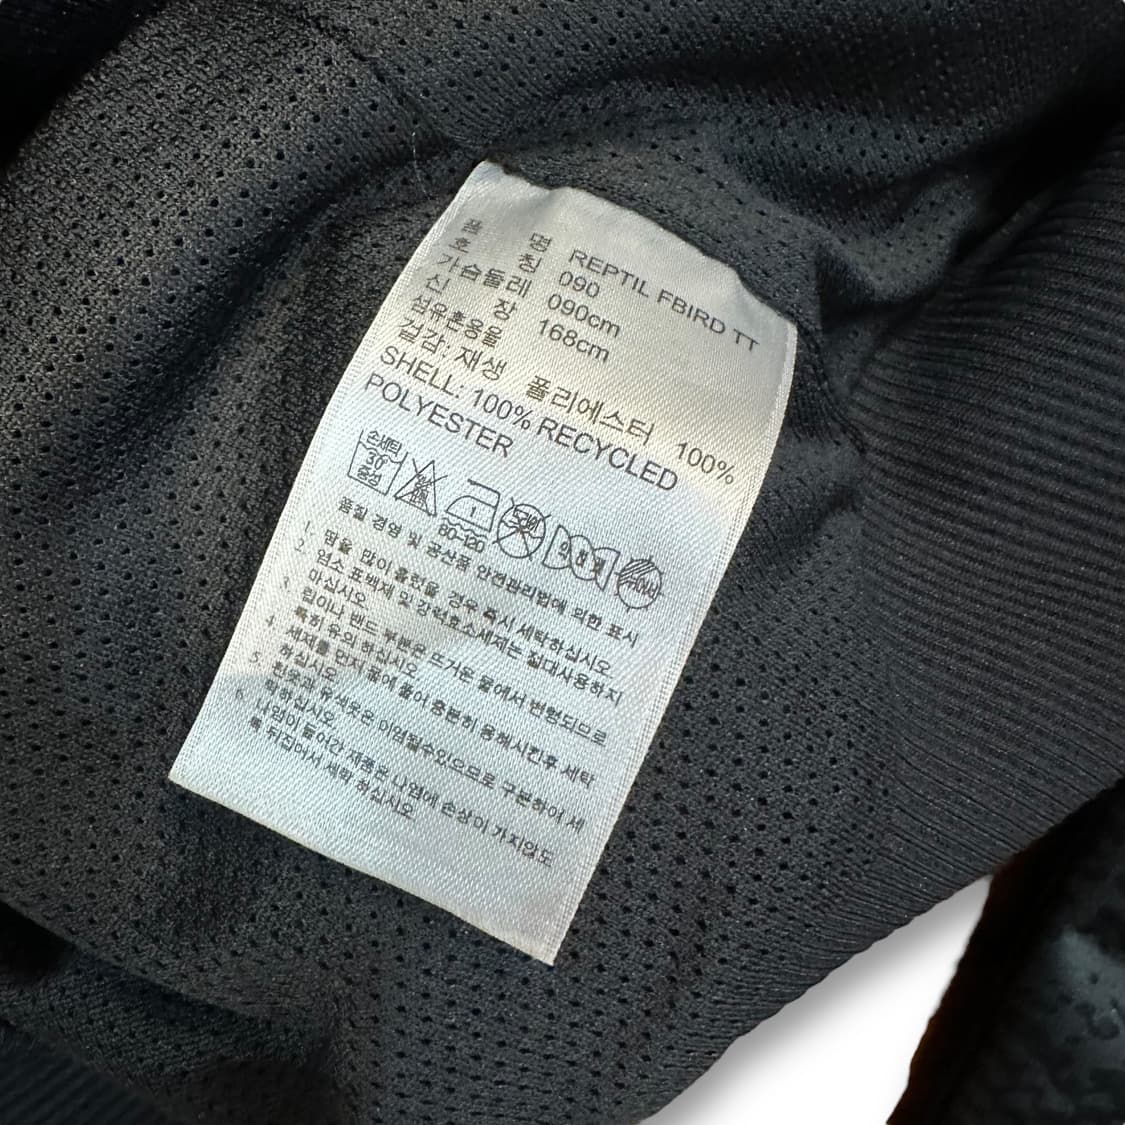 품 명 REPTIL FBIRD TT
호 칭 090
가슴둘레 090cm
신 장 168cm
섬유혼용율
겉감: 재생 폴리에스터 100%
SHELL: 100% RECYCLED
POLYESTER
손세탁
30°
중성
1
80~120
품질 경영 및 공산품 안전관리법에 의한 표시
1. 땀을 많이 흘렸을 경우 즉시 세탁하십시오
2. 염소 표백제 및 강력효소세제는 절대사용하지
마십시오
3. 립이나 밴드 부분은 뜨거운 물에서 변형되므로
특히 유의 하십시오
4. 세제를 먼저 물에 풀어 충분히 용해시킨후 세탁
하십시오
5. 흰옷과 유색옷은 이염될수있으므로 구분하여 세
탁하십시오
6. 나염이 들어간 제품은 나염에 손상이 가지않도
록 뒤집어서 세탁 하십시오